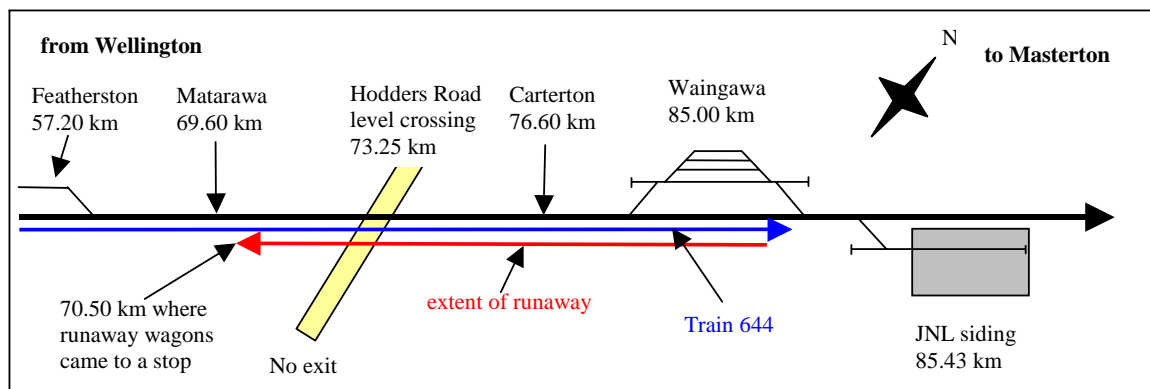 from Wellington
N
to Masterton
Featherston
57.20 km
Matarawa
69.60 km
Hodders Road
level crossing
73.25 km
Carterton
76.60 km
Waingawa
85.00 km
70.50 km where
runaway wagons
came to a stop
No exit
extent of runaway
Train 644
JNL siding
85.43 km